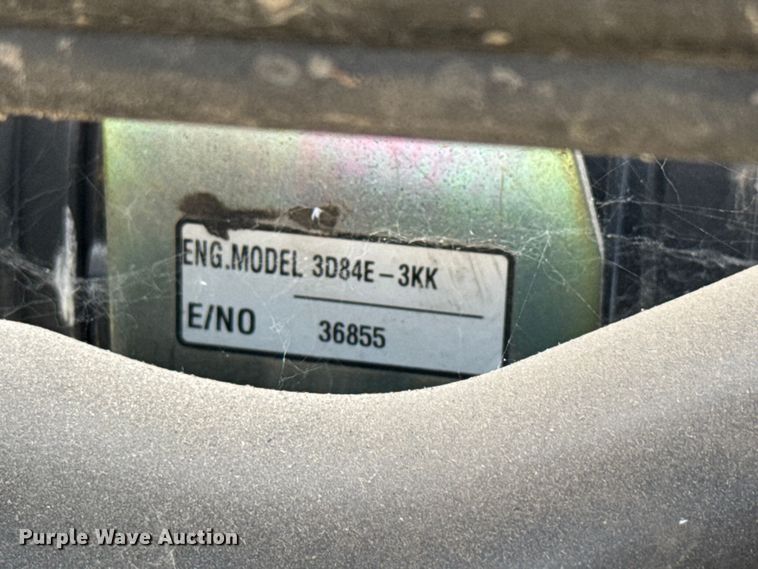 ENG.MODEL 3D84E-3KK
E/NO 36855
Purple Wave Auction